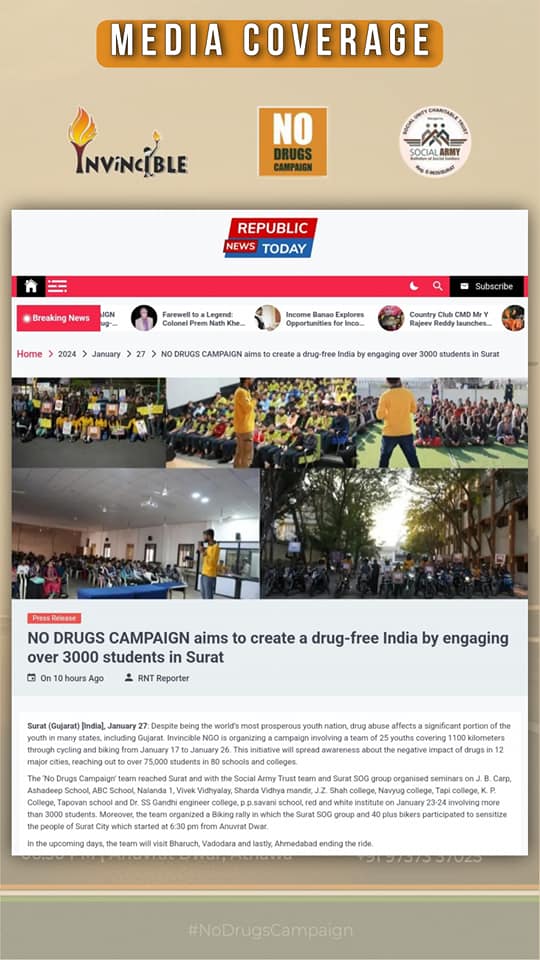 MEDIA COVERAGE
INVINCIBLE
NO
DRUGS
CAMPAIGN
SOCIAL UNITY CHARITABLE TRUST
SOCIAL ARMY
REPUBLIC
NEWS TODAY
Subscribe
Breaking News
Farewell to a Legend:
Colonel Prem Nath Khe...
Income Banao Explores
Opportunities for Inco...
Country Club CMD Mr Y
Rajeev Reddy launches...
Home > 2024 > January > 27 > NO DRUGS CAMPAIGN aims to create a drug-free India by engaging over 3000 students in Surat
Press Release
NO DRUGS CAMPAIGN aims to create a drug-free India by engaging
over 3000 students in Surat
On 10 hours Ago RNT Reporter
Surat (Gujarat) [India], January 27: Despite being the world's most prosperous youth nation, drug abuse affects a significant portion of the
youth in many states, including Gujarat. Invincible NGO is organizing a campaign involving a team of 25 youths covering 1100 kilometers
through cycling and biking from January 17 to January 26. This initiative will spread awareness about the negative impact of drugs in 12
major cities, reaching out to over 75,000 students in 80 schools and colleges.
The 'No Drugs Campaign' team reached Surat and with the Social Army Trust team and Surat SOG group organised seminars on J. B. Carp,
Ashadeep School, ABC School, Nalanda 1, Vivek Vidhyalay, Sharda Vidhya mandir, J.Z. Shah college, Navyug college, Tapi college, K. P.
College, Tapovan school and Dr. SS Gandhi engineer college, p.p.savani school, red and white institute on January 23-24 involving more
than 3000 students. Moreover, the team organized a Biking rally in which the Surat SOG group and 40 plus bikers participated to sensitize
the people of Surat City which started at 6:30 pm from Anuvrat Dwar.
In the upcoming days, the team will visit Bharuch, Vadodara and lastly, Ahmedabad ending the ride.
#NoDrugsCampaign